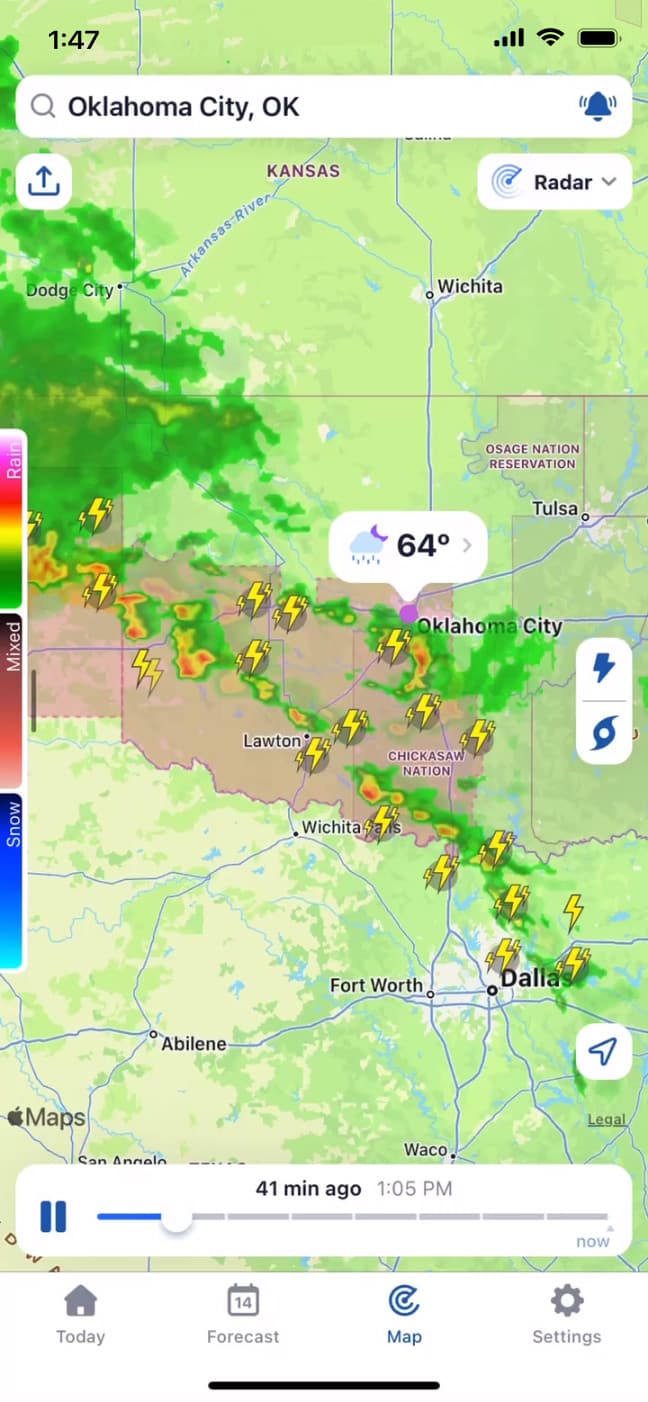 1:47
Oklahoma City, OK
Radar
KANSAS
Arkansas River
Dodge City
Wichita
OSAGE NATION
RESERVATION
Tulsa
Rain
64°
Oklahoma City
Mixed
Lawton
CHICKASAW
NATION
Snow
Wichita Falls
Dallas
Fort Worth
Abilene
Maps
Legal
Waco
San Angelo
41 min ago 1:05 PM
now
14
Today
Forecast
Map
Settings